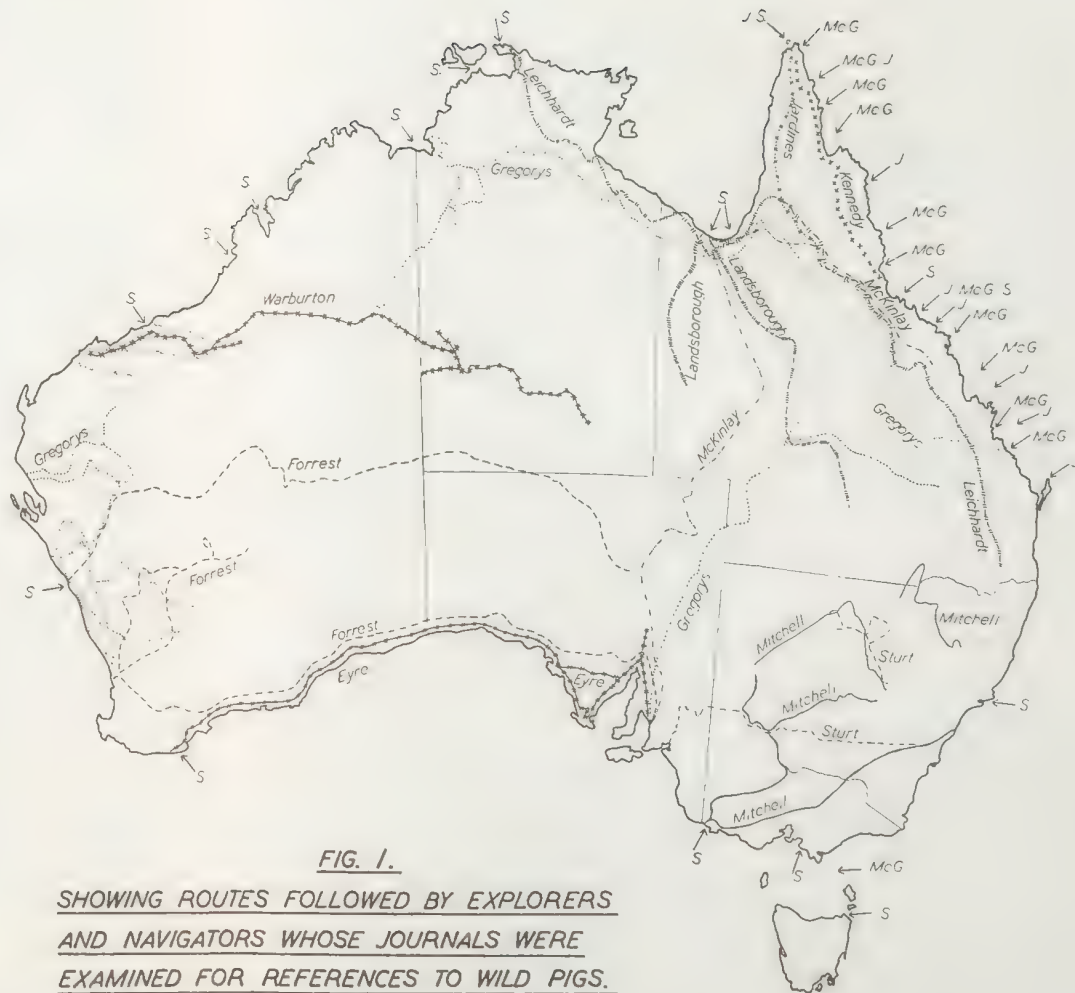 S
J S
McG
McG J
McG
McG
J
McG
McG
S
J McG S
J
McG
McG
J
McG
J
McG
S
S
S
S
S
S
S
Leichhardt
Jardines
Kennedy
Gregorys
Warburton
Landsborough
Landsborough
McKinlay
McKinlay
Gregorys
Forrest
Gregorys
Leichhardt
Forrest
S
Gregorys
Mitchell
Mitchell
Sturt
Forrest
Eyre
Eyre
Mitchell
Sturt
S
S
Mitchell
S
S
McG
S
FIG. 1.
SHOWING ROUTES FOLLOWED BY EXPLORERS
AND NAVIGATORS WHOSE JOURNALS WERE
EXAMINED FOR REFERENCES TO WILD PIGS.